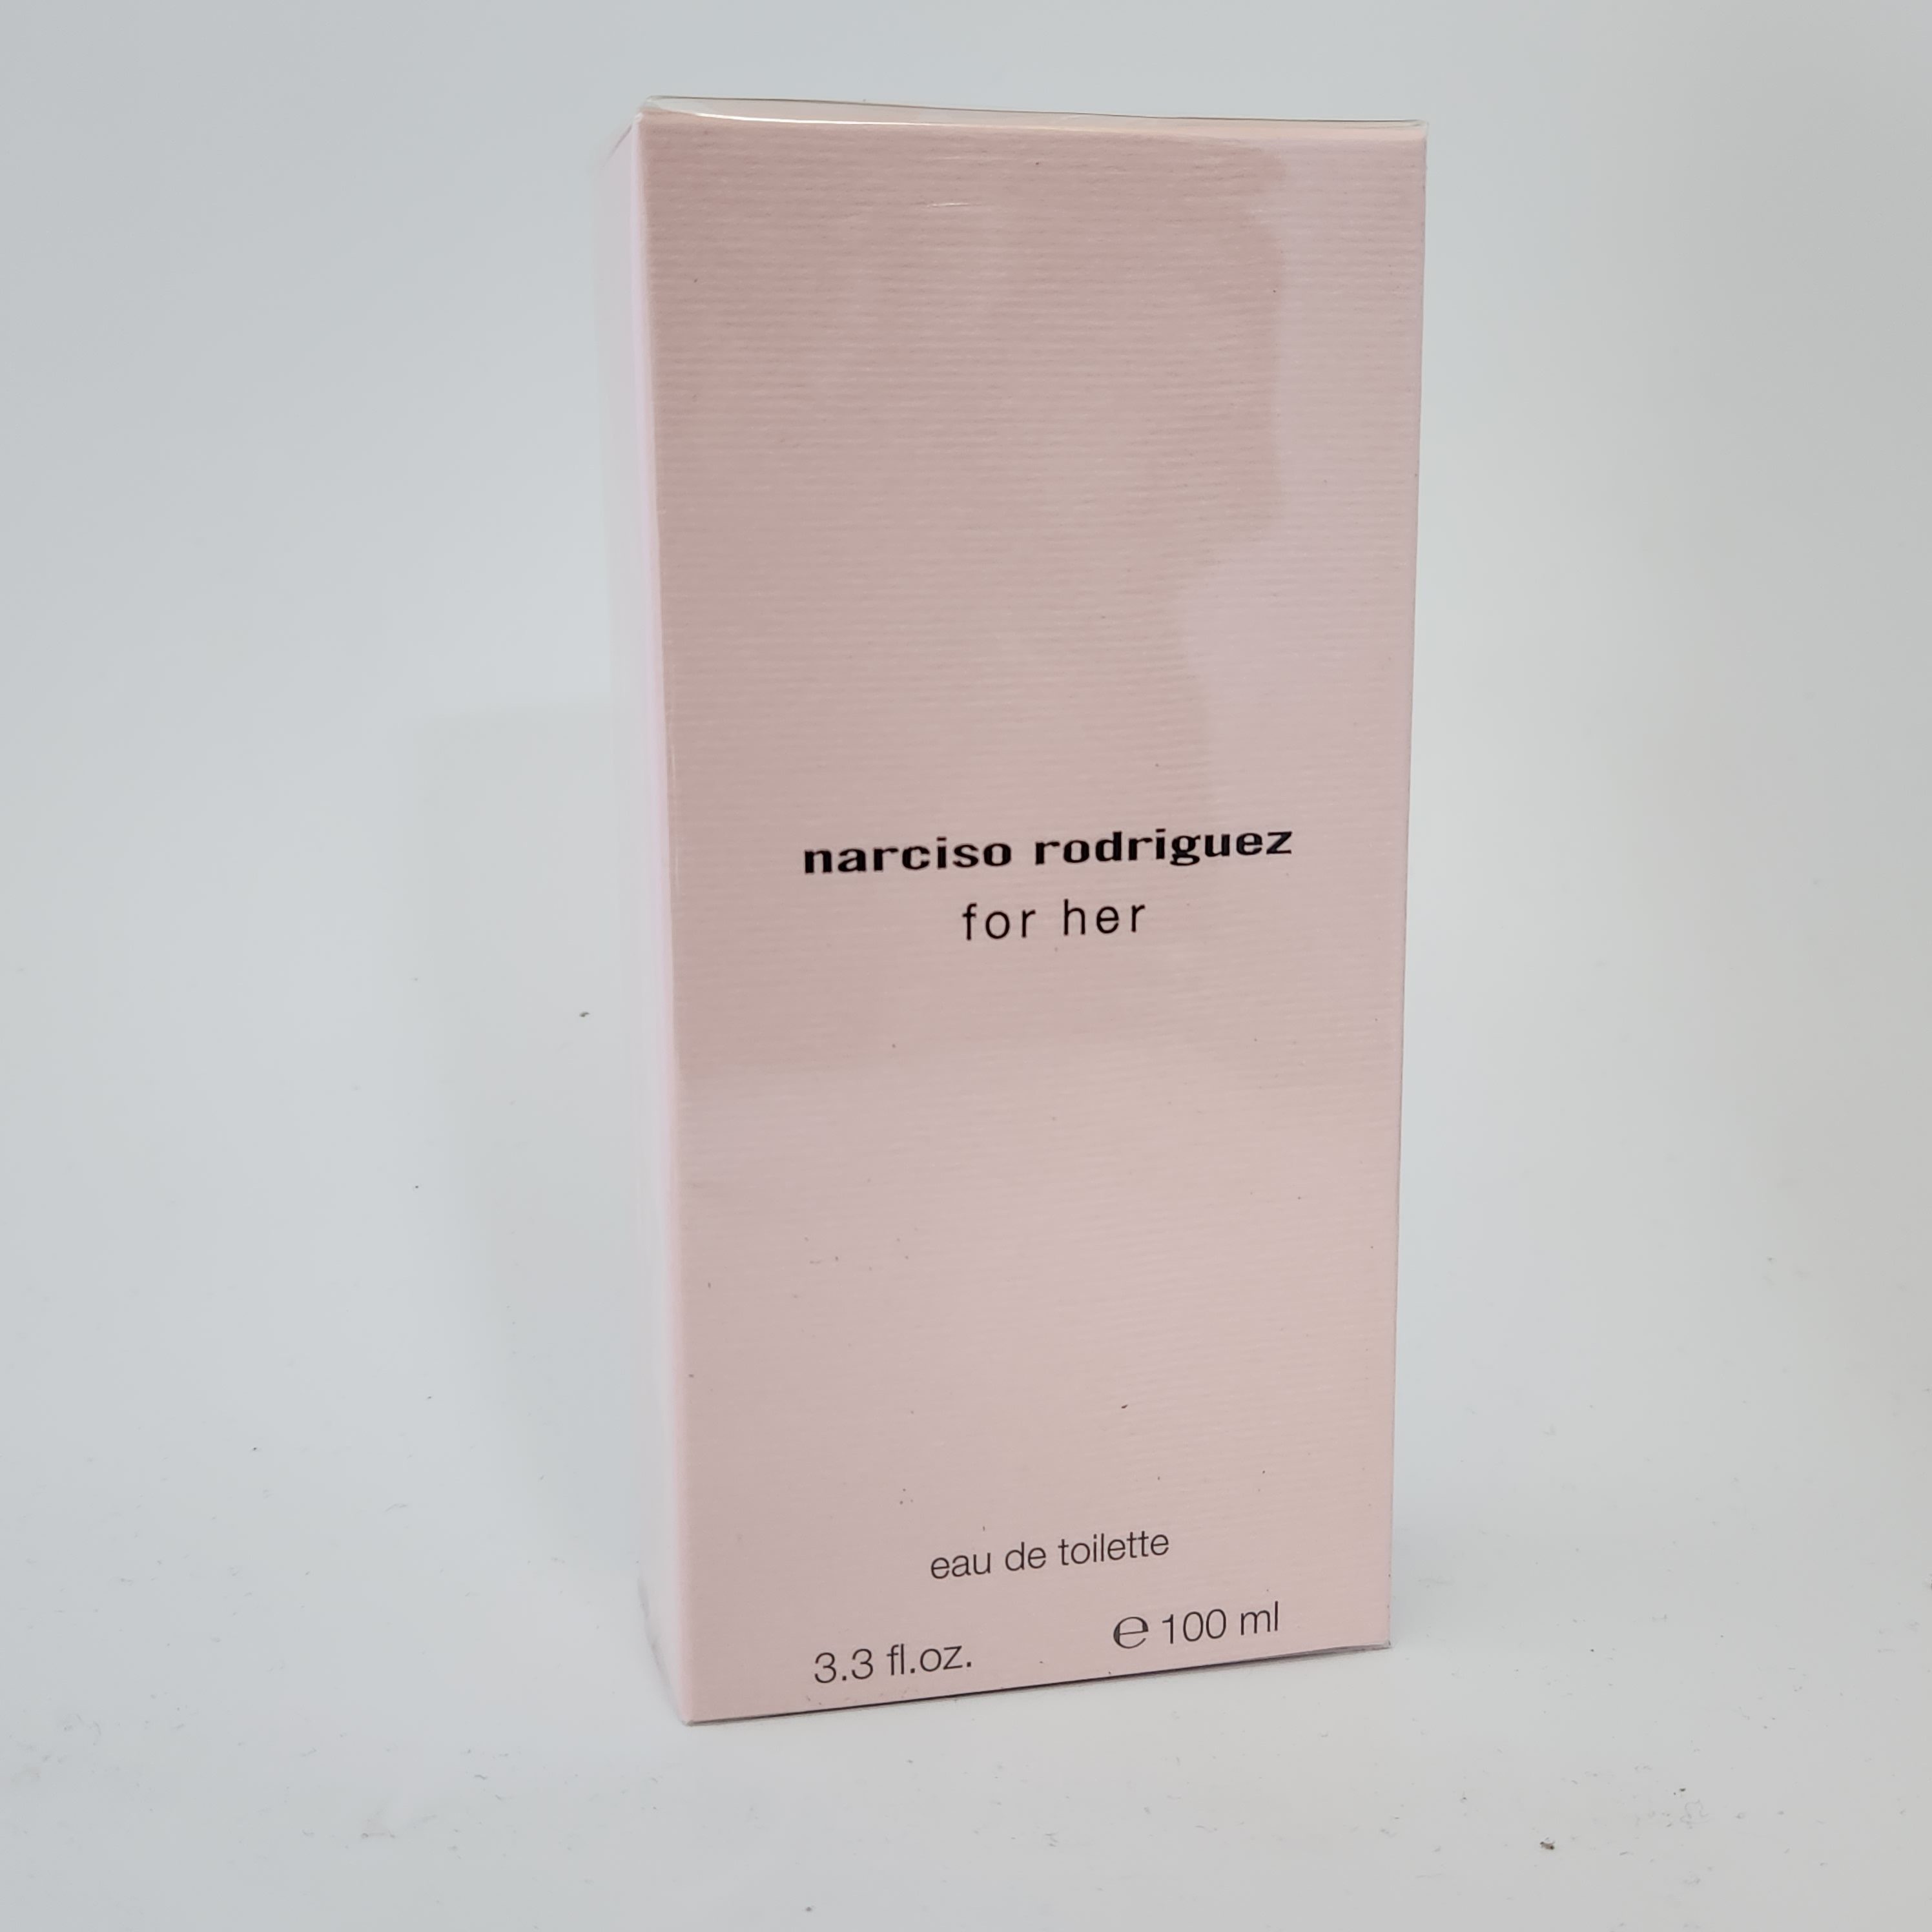 narciso rodriguez
for her
eau de toilette
3.3 fl.oz. ℮ 100 ml